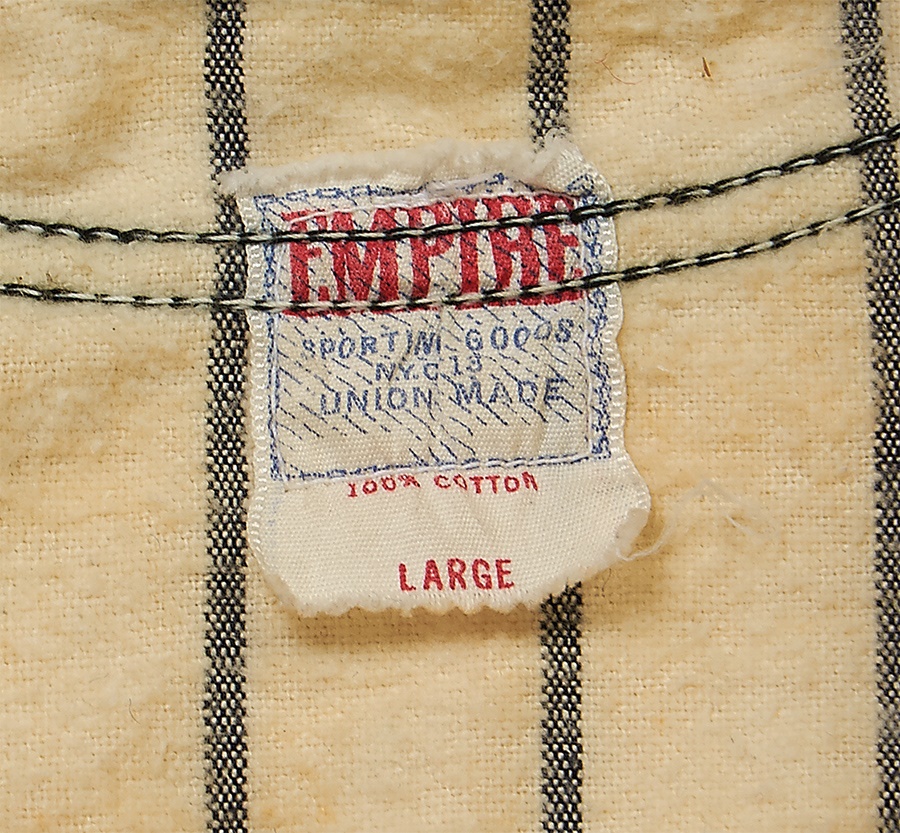 EMPIRE
SPORTING GOODS
N.Y.C 13
UNION MADE
100% COTTON
LARGE